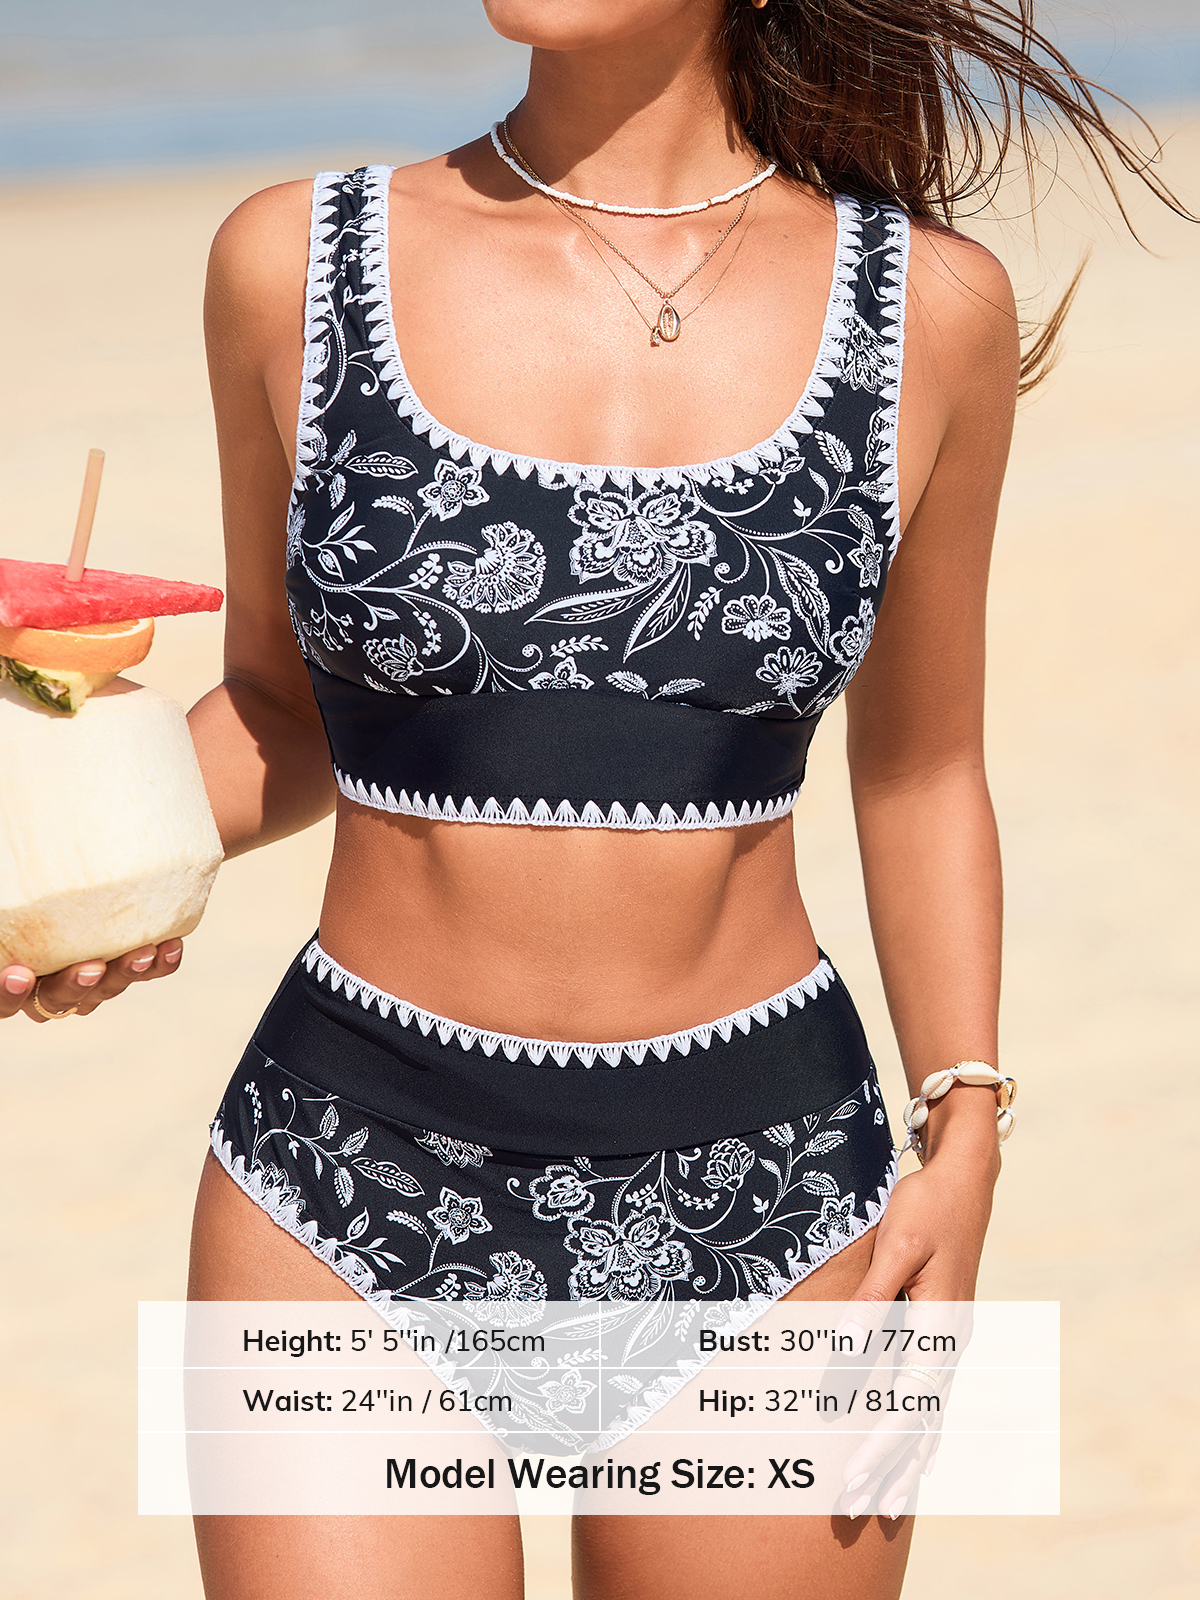 Height: 5' 5''in /165cm
Bust: 30''in / 77cm
Waist: 24''in / 61cm
Hip: 32''in / 81cm
Model Wearing Size: XS